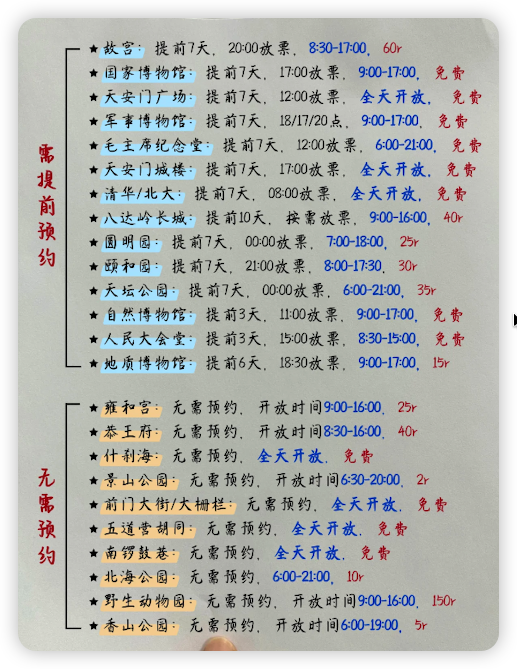 需提前预约
★故宫：提前7天，20:00放票，8:30-17:00，60r
★国家博物馆：提前7天，17:00放票，9:00-17:00，免费
★天安门广场：提前7天，12:00放票，全天开放，免费
★军事博物馆：提前7天，18/17/20点，9:00-17:00，免费
★毛主席纪念堂：提前7天，12:00放票，6:00-21:00，免费
★天安门城楼：提前7天，17:00放票，全天开放，免费
★清华/北大：提前7天，08:00放票，全天开放，免费
★八达岭长城：提前10天，按需放票，9:00-16:00，40r
★圆明园：提前7天，00:00放票，7:00-18:00，25r
★颐和园：提前7天，21:00放票，8:00-17:30，30r
★天坛公园：提前7天，00:00放票，6:00-21:00，35r
★自然博物馆：提前3天，11:00放票，9:00-17:00，免费
★人民大会堂：提前3天，15:00放票，8:30-15:00，免费
★地质博物馆：提前6天，18:30放票，9:00-17:00，15r
无需预约
★雍和宫：无需预约，开放时间9:00-16:00，25r
★恭王府：无需预约，开放时间8:30-16:00，40r
★什刹海：无需预约，全天开放，免费
★景山公园：无需预约，开放时间6:30-20:00，2r
★前门大街/大栅栏：无需预约，全天开放，免费
★五道营胡同：无需预约，全天开放，免费
★南锣鼓巷：无需预约，全天开放，免费
★北海公园：无需预约，6:00-21:00，10r
★野生动物园：无需预约，开放时间9:00-16:00，150r
★香山公园：无需预约，开放时间6:00-19:00，5r